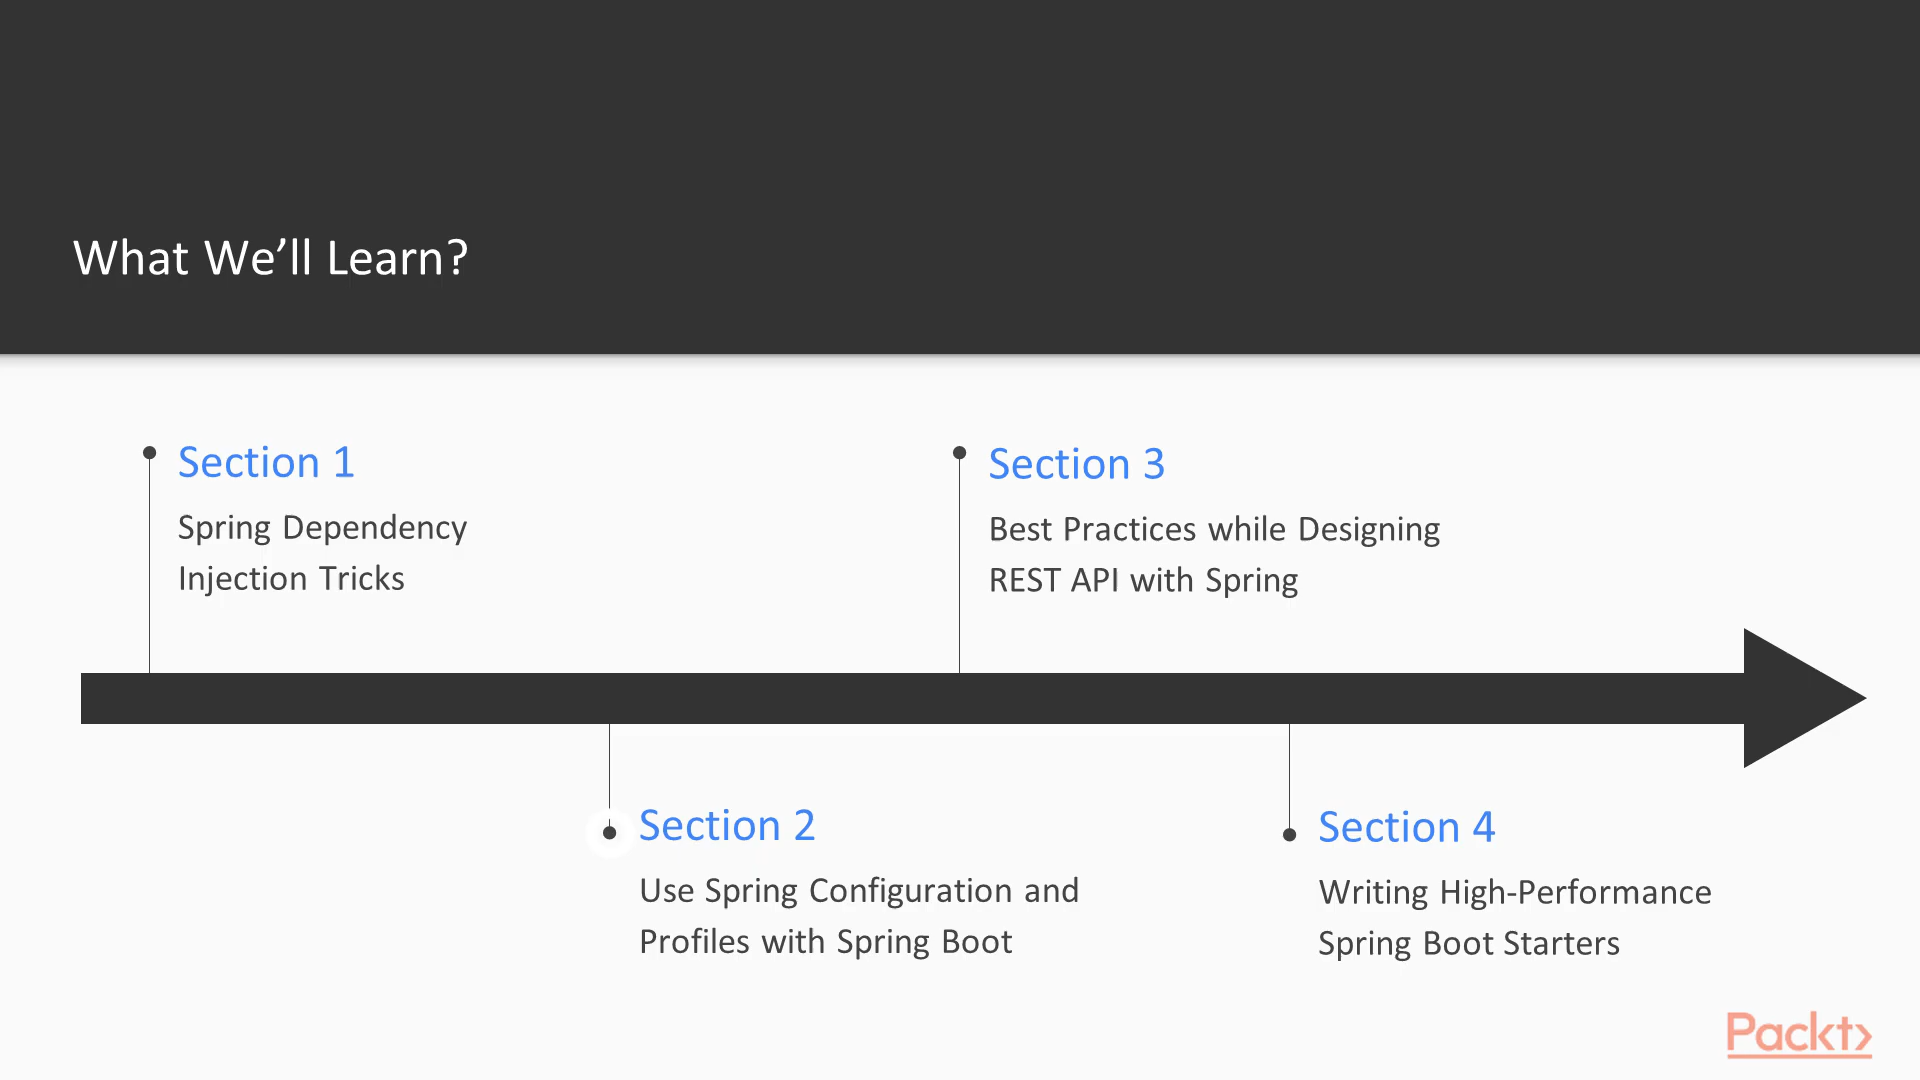 What We’ll Learn?
Section 1
Spring Dependency
Injection Tricks
Section 2
Use Spring Configuration and
Profiles with Spring Boot
Section 3
Best Practices while Designing
REST API with Spring
Section 4
Writing High-Performance
Spring Boot Starters
Packt